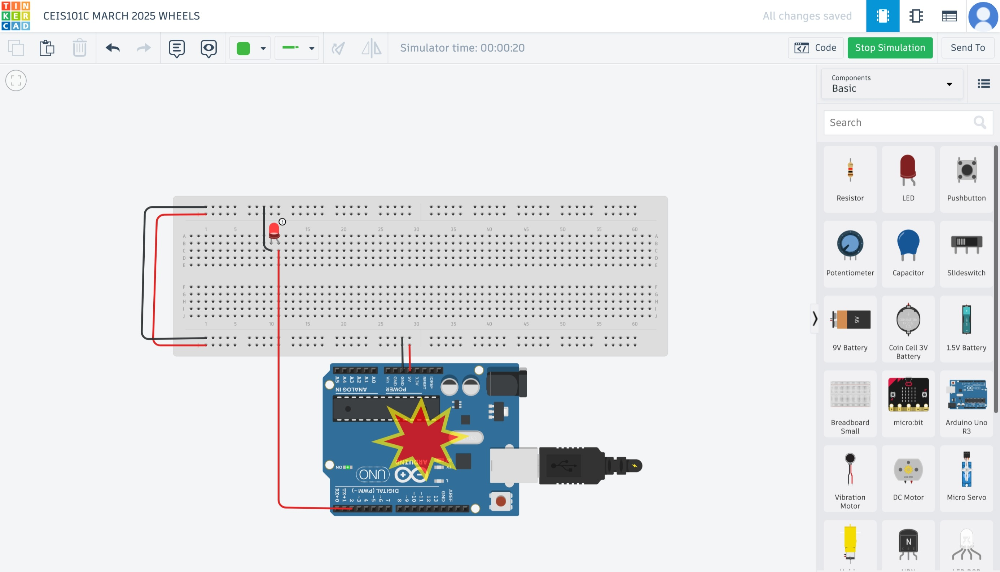 TIN
KER
CAD
CEIS101C MARCH 2025 WHEELS
All changes saved
Simulator time: 00:00:20
Code
Stop Simulation
Send To
Components
Basic
Search
Resistor
LED
Pushbutton
Potentiometer
Capacitor
Slideswitch
9V
9V Battery
Coin Cell 3V
Battery
1.5V Battery
Breadboard
Small
micro:bit
Arduino Uno
R3
Vibration
Motor
DC Motor
Micro Servo
N
1 5 15 20 25 30 35 40 45 50 55 60
A A
B B
C C
D D
E E
F F
G G
H H
I I
J J
1 5 10 15 20 25 30 35 40 45 50 55 60
A5 A4 A3 A2 A1 A0 Vin GND GND 5V 3.3V RESET IOREF
ANALOG IN POWER
ARDUINO
RX
ON
TX
UNO
L
DIGITAL (PWM~)
RX←0 TX→1 2 ~3 4 ~5 ~6 7 8 ~9 ~10 ~11 12 13 GND AREF